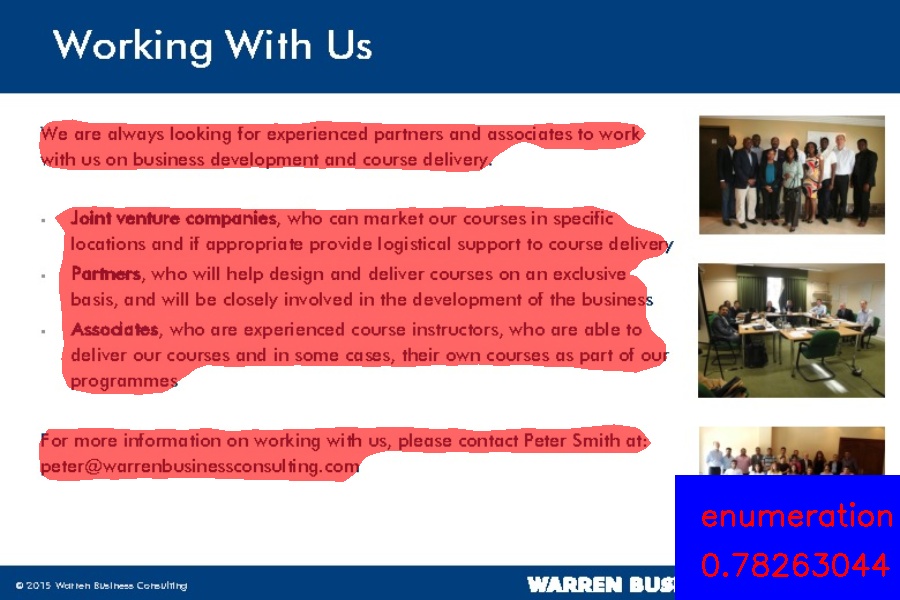 Working With Us
We are always looking for experienced partners and associates to work
with us on business development and course delivery.
Joint venture companies, who can market our courses in specific
locations and if appropriate provide logistical support to course delivery
Partners, who will help design and deliver courses on an exclusive
basis, and will be closely involved in the development of the business
Associates, who are experienced course instructors, who are able to
deliver our courses and in some cases, their own courses as part of our
programmes
For more information on working with us, please contact Peter Smith at:
peter@warrenbusinessconsulting.com
enumeration
0.78263044
© 2015 Warren Business Consulting
WARREN BUS